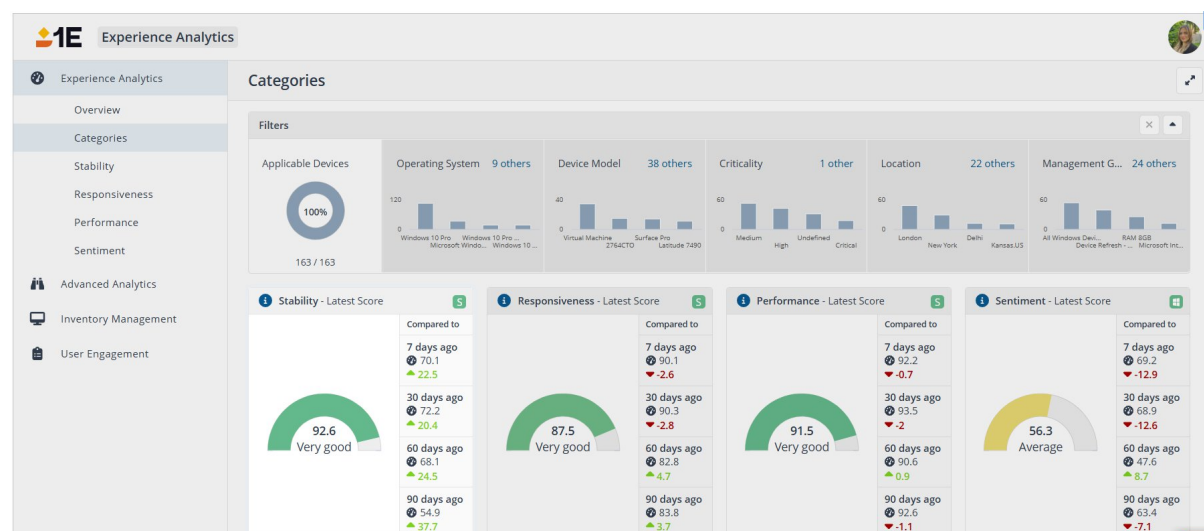 1E Experience Analytics
Experience Analytics
Overview
Categories
Stability
Responsiveness
Performance
Sentiment
Advanced Analytics
Inventory Management
User Engagement
Categories
Filters
Applicable Devices
100%
163 / 163
Operating System 9 others
120
0
Windows 10 Pro Windows 10 Pro ...
Microsoft Windo... Windows 10 ...
Device Model 38 others
40
0
Virtual Machine Surface Pro
2764CTO Latitude 7490
Criticality 1 other
60
0
Medium Undefined
High Critical
Location 22 others
60
0
London Delhi
New York Kansas.US
Management G... 24 others
60
0
All Windows Devi... RAM 8GB
Device Refresh - ... Microsoft Int...
Stability - Latest Score S
Compared to
92.6
Very good
7 days ago
70.1
22.5
30 days ago
72.2
20.4
60 days ago
68.1
24.5
90 days ago
54.9
37.7
Responsiveness - Latest Score S
Compared to
87.5
Very good
7 days ago
90.1
-2.6
30 days ago
90.3
-2.8
60 days ago
82.8
4.7
90 days ago
83.8
3.7
Performance - Latest Score S
Compared to
91.5
Very good
7 days ago
92.2
-0.7
30 days ago
93.5
-2
60 days ago
90.6
0.9
90 days ago
92.6
-1.1
Sentiment - Latest Score
Compared to
56.3
Average
7 days ago
69.2
-12.9
30 days ago
68.9
-12.6
60 days ago
47.6
8.7
90 days ago
63.4
-7.1